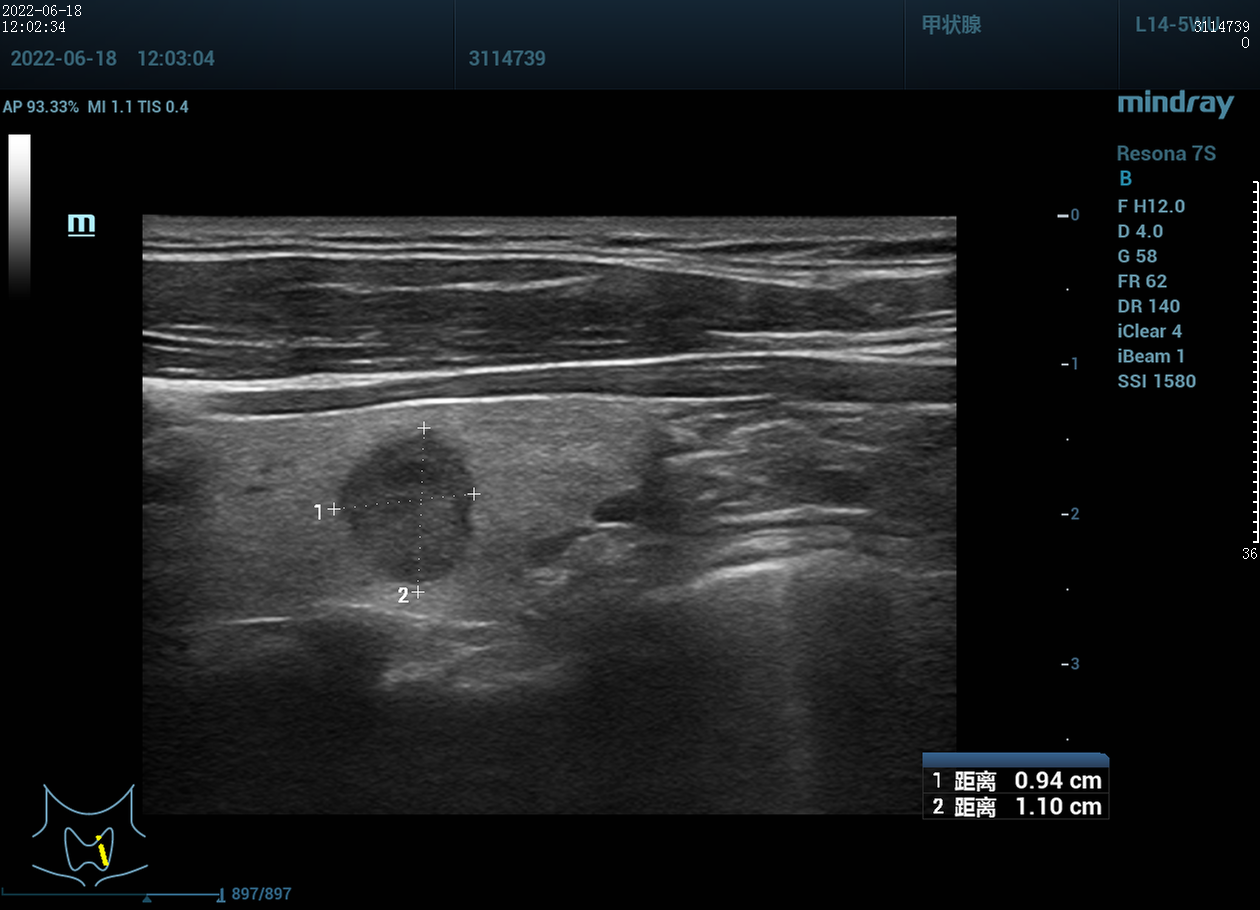 2022-06-18
12:02:34
2022-06-18 12:03:04
3114739
甲状腺
L14-5WU
3114739
0
AP 93.33% MI 1.1 TIS 0.4
mindray
Resona 7S
B
F H12.0
D 4.0
G 58
FR 62
DR 140
iClear 4
iBeam 1
SSI 1580
m
0
1
2
3
36
1
2
1 距离 0.94 cm
2 距离 1.10 cm
897/897